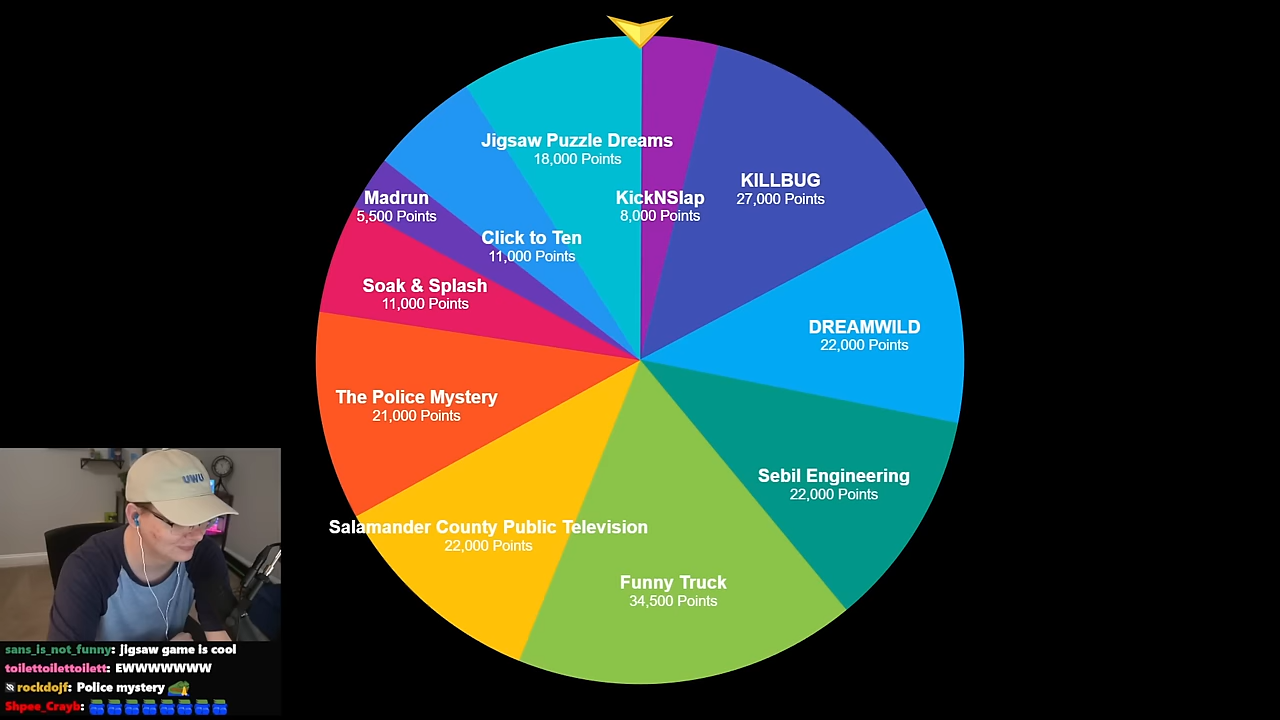 Jigsaw Puzzle Dreams
18,000 Points
KickNSlap
8,000 Points
KILLBUG
27,000 Points
Madrun
5,500 Points
Click to Ten
11,000 Points
Soak & Splash
11,000 Points
DREAMWILD
22,000 Points
The Police Mystery
21,000 Points
Sebil Engineering
22,000 Points
Salamander County Public Television
22,000 Points
Funny Truck
34,500 Points
UWU
sans_is_not_funny: jigsaw game is cool
toilettoilettoilett: EWWWWWWW
rockdojf: Police mystery
Shpee_Crayb: